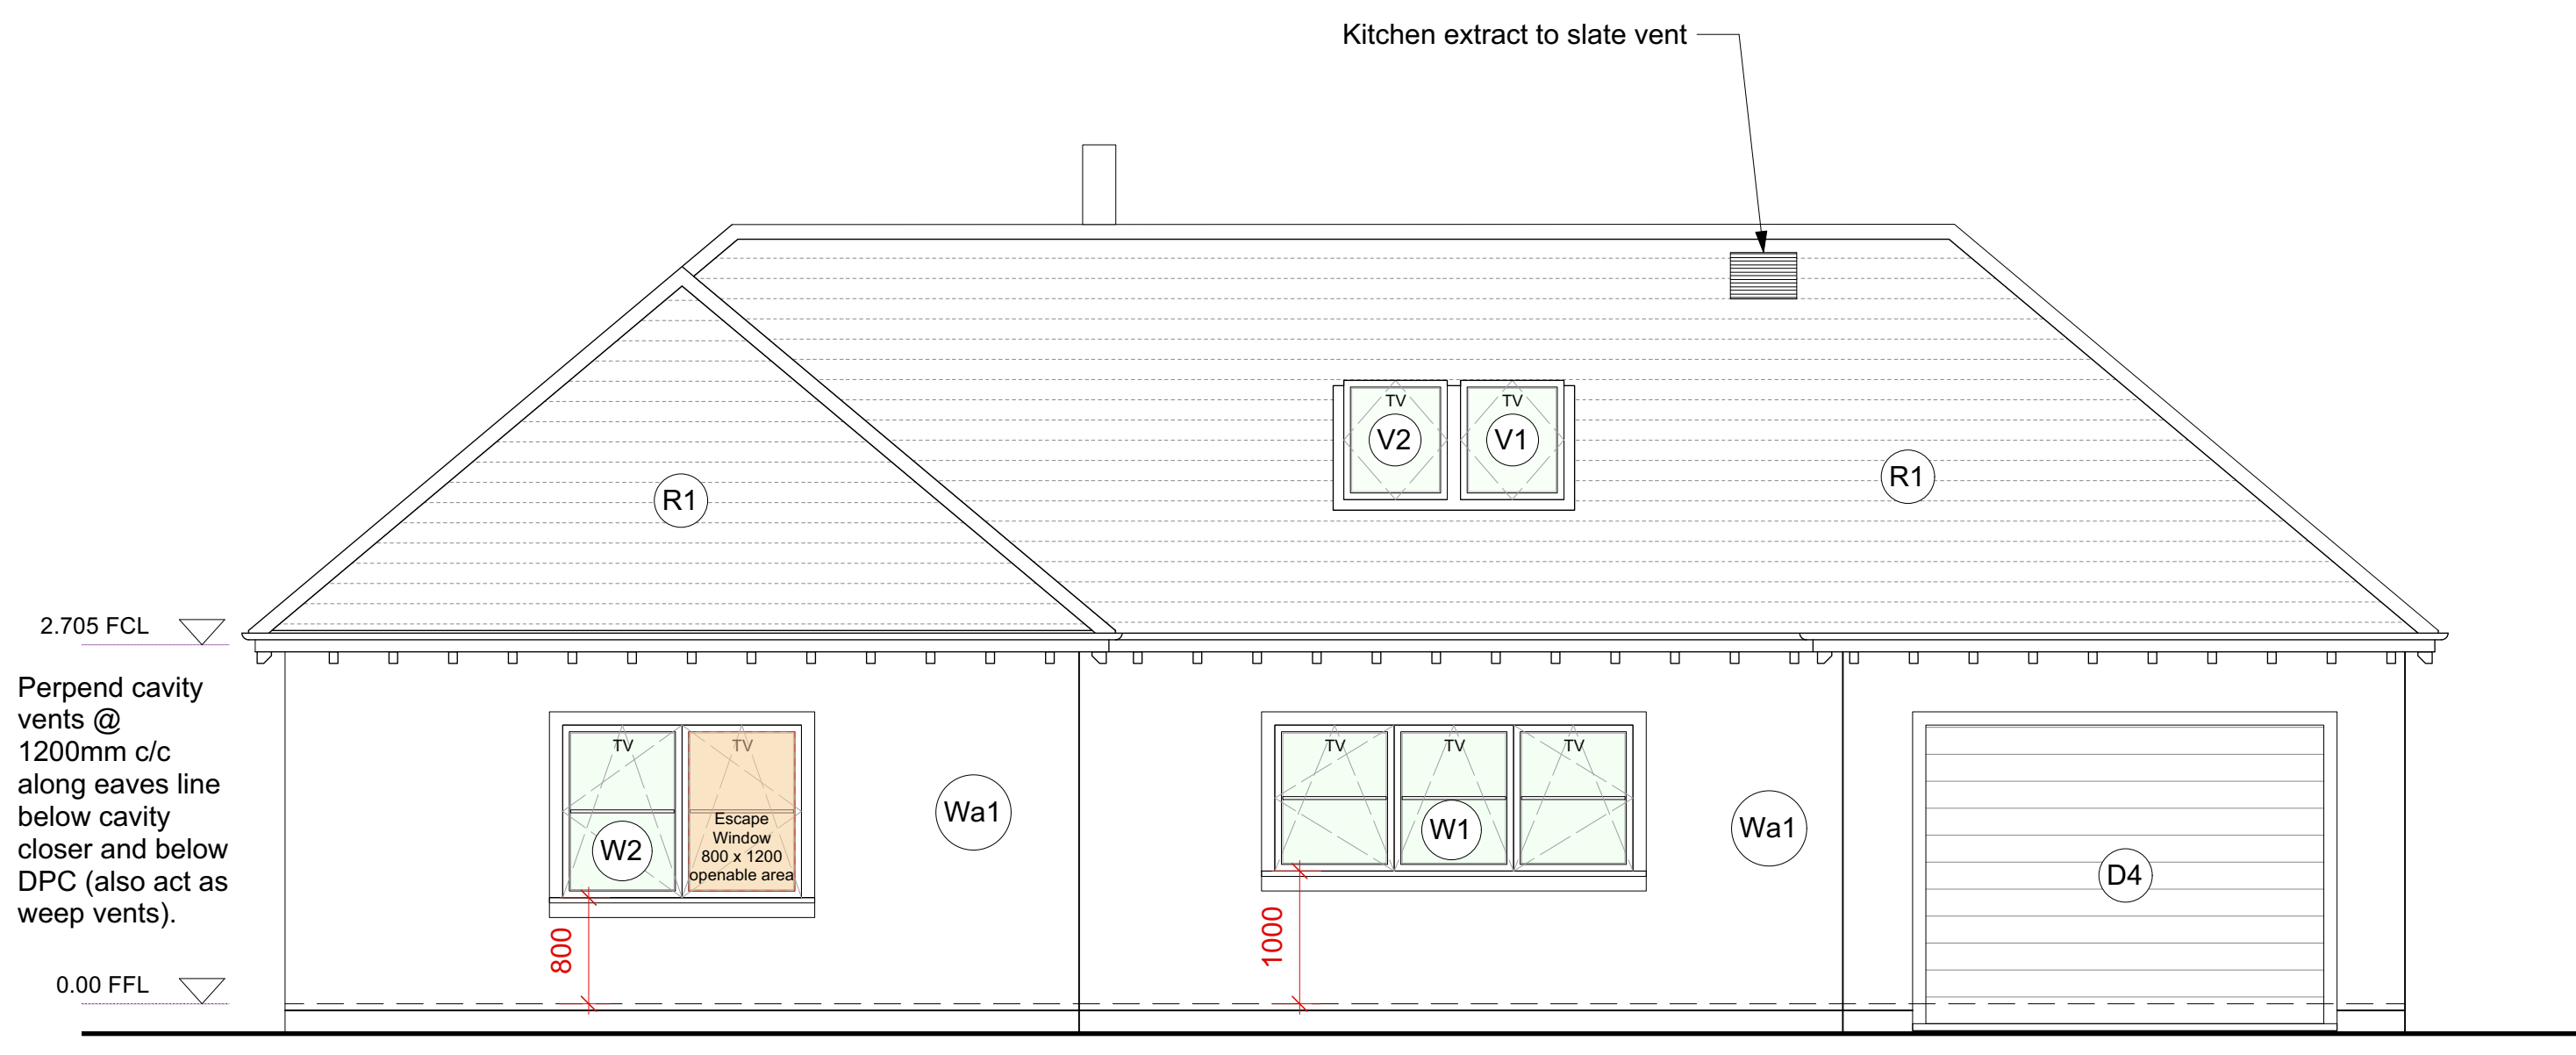 Kitchen extract to slate vent
TV
TV
V2
V1
R1
R1
2.705 FCL
Perpend cavity
vents @
1200mm c/c
along eaves line
below cavity
closer and below
DPC (also act as
weep vents).
TV
TV
Escape
Window
800 x 1200
openable area
W2
Wa1
TV
TV
TV
W1
Wa1
D4
800
1000
0.00 FFL